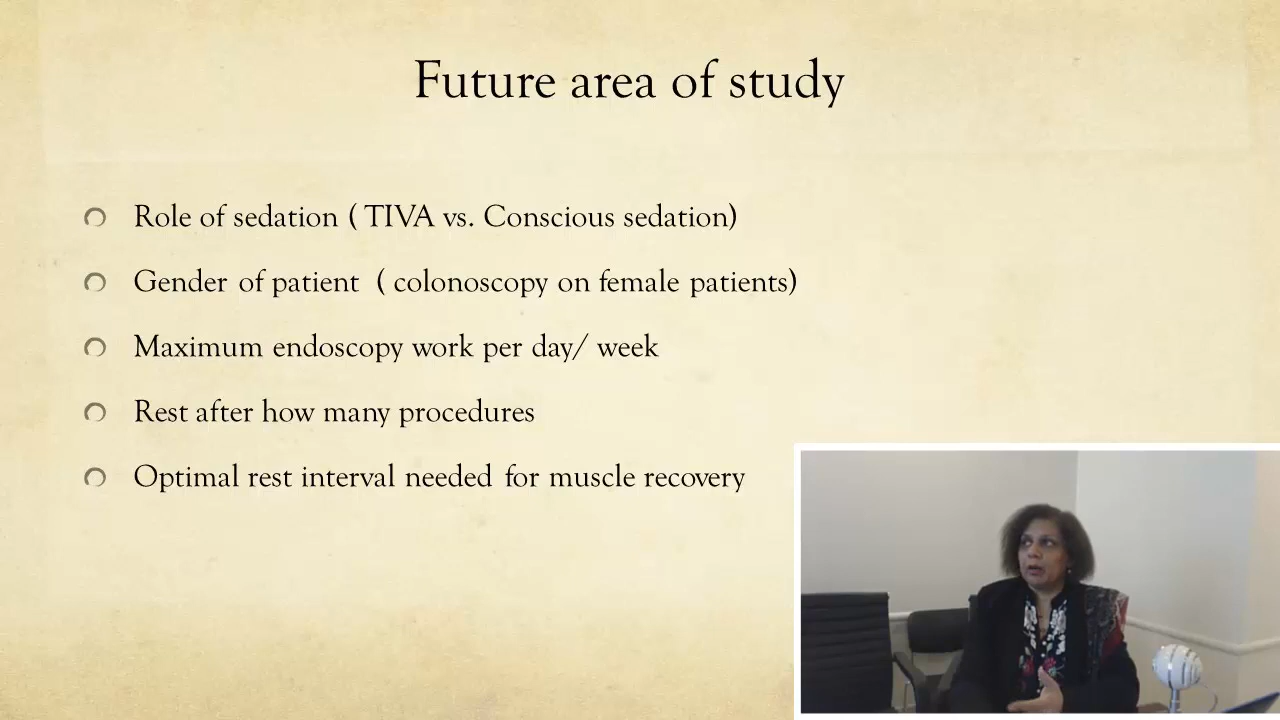 Future area of study
Role of sedation ( TIVA vs. Conscious sedation)
Gender of patient ( colonoscopy on female patients)
Maximum endoscopy work per day/ week
Rest after how many procedures
Optimal rest interval needed for muscle recovery